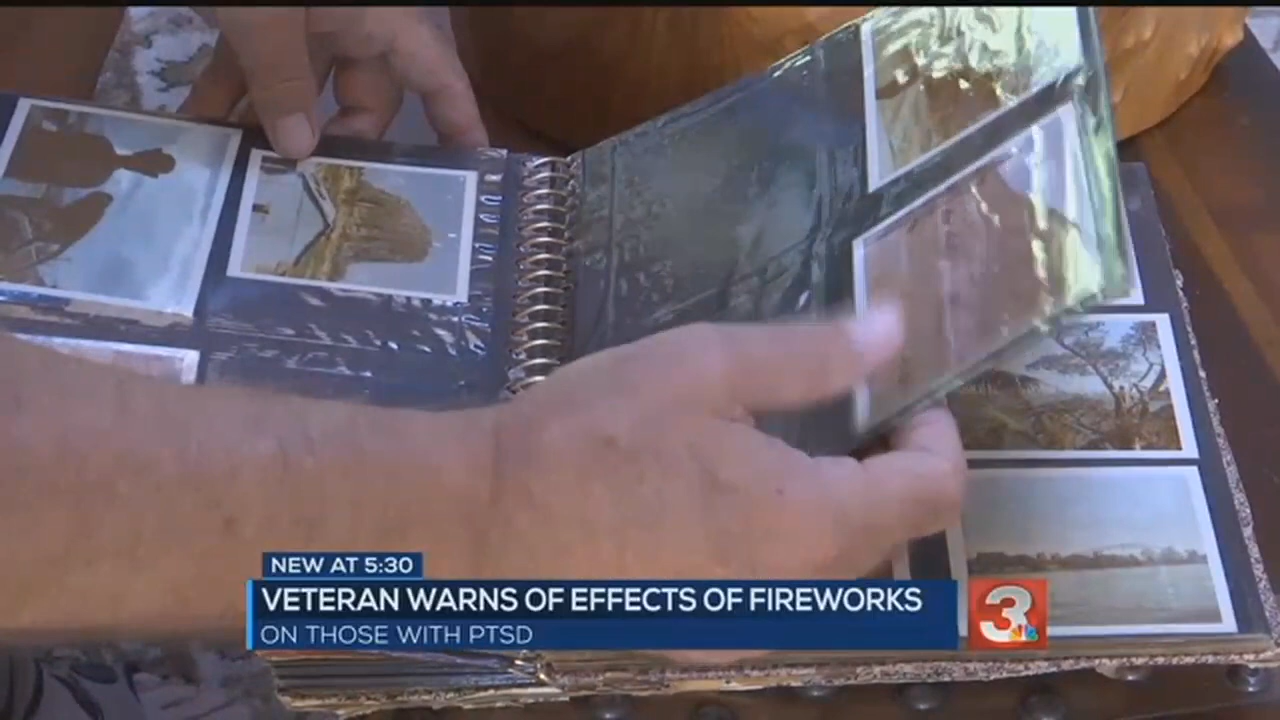 NEW AT 5:30
VETERAN WARNS OF EFFECTS OF FIREWORKS
ON THOSE WITH PTSD
3